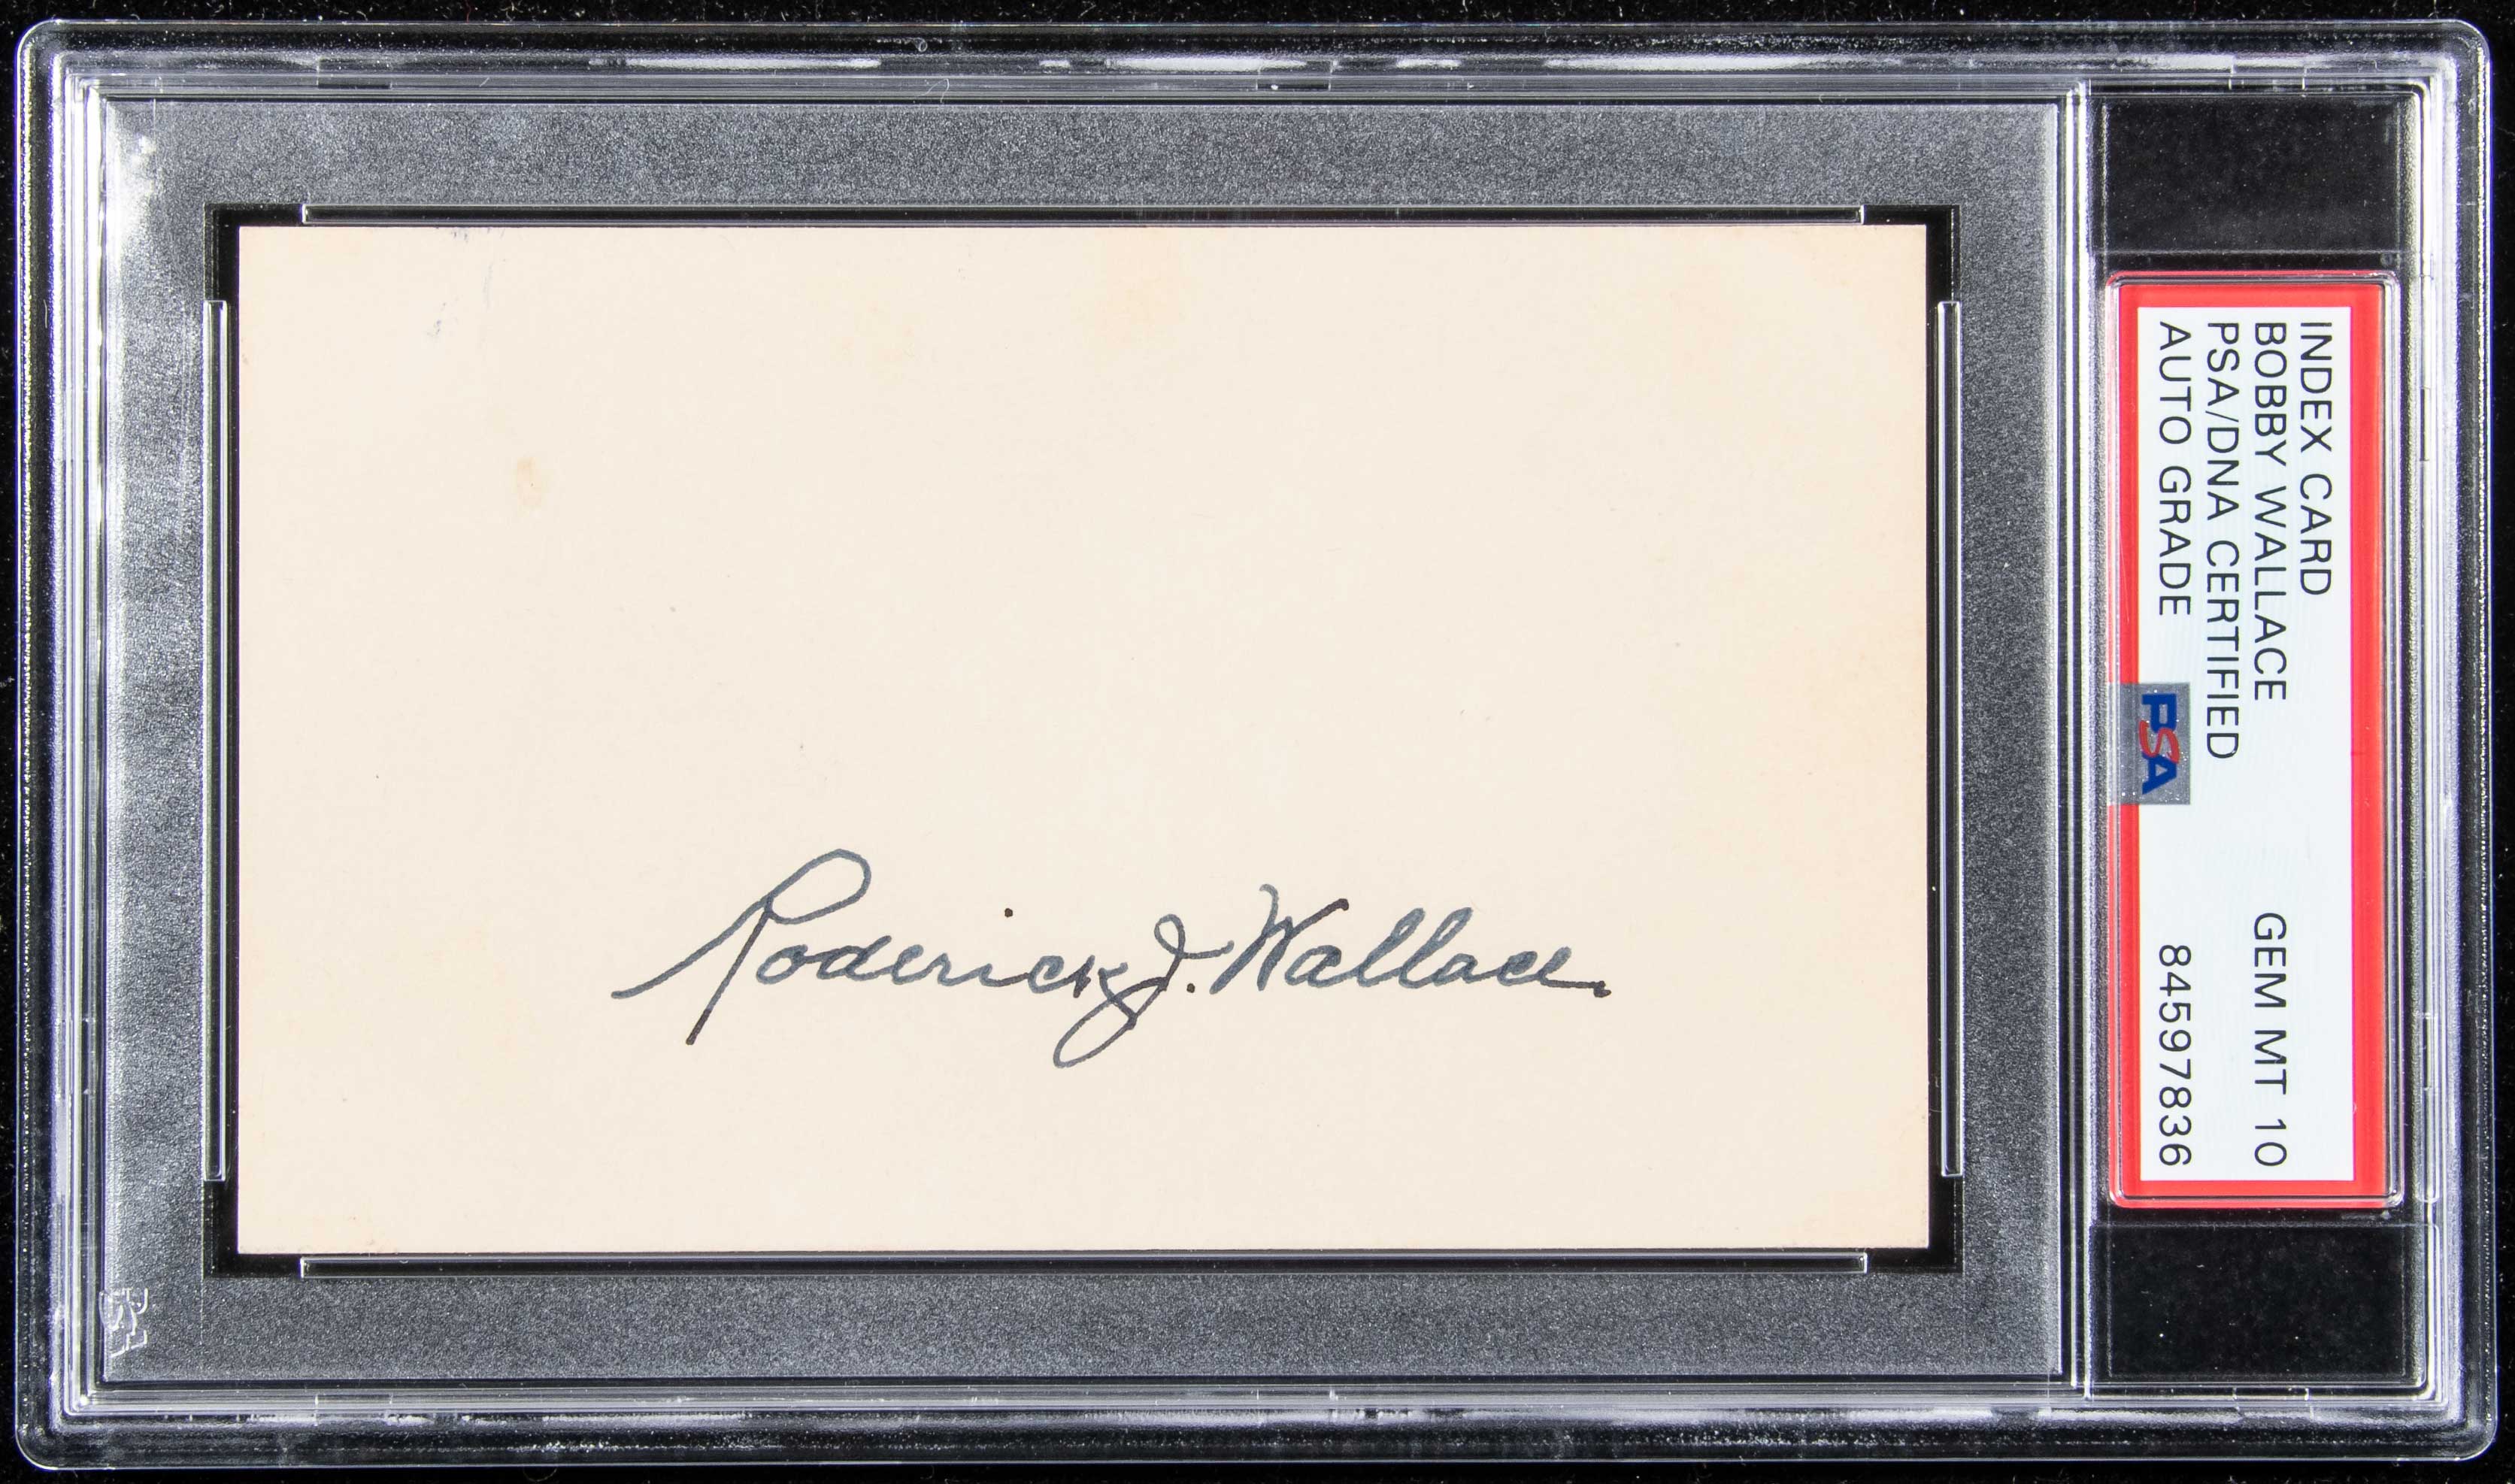 Roderick J. Wallace.
INDEX CARD
BOBBY WALLACE GEM MT 10
PSA/DNA CERTIFIED
AUTO GRADE 84597836
PSA